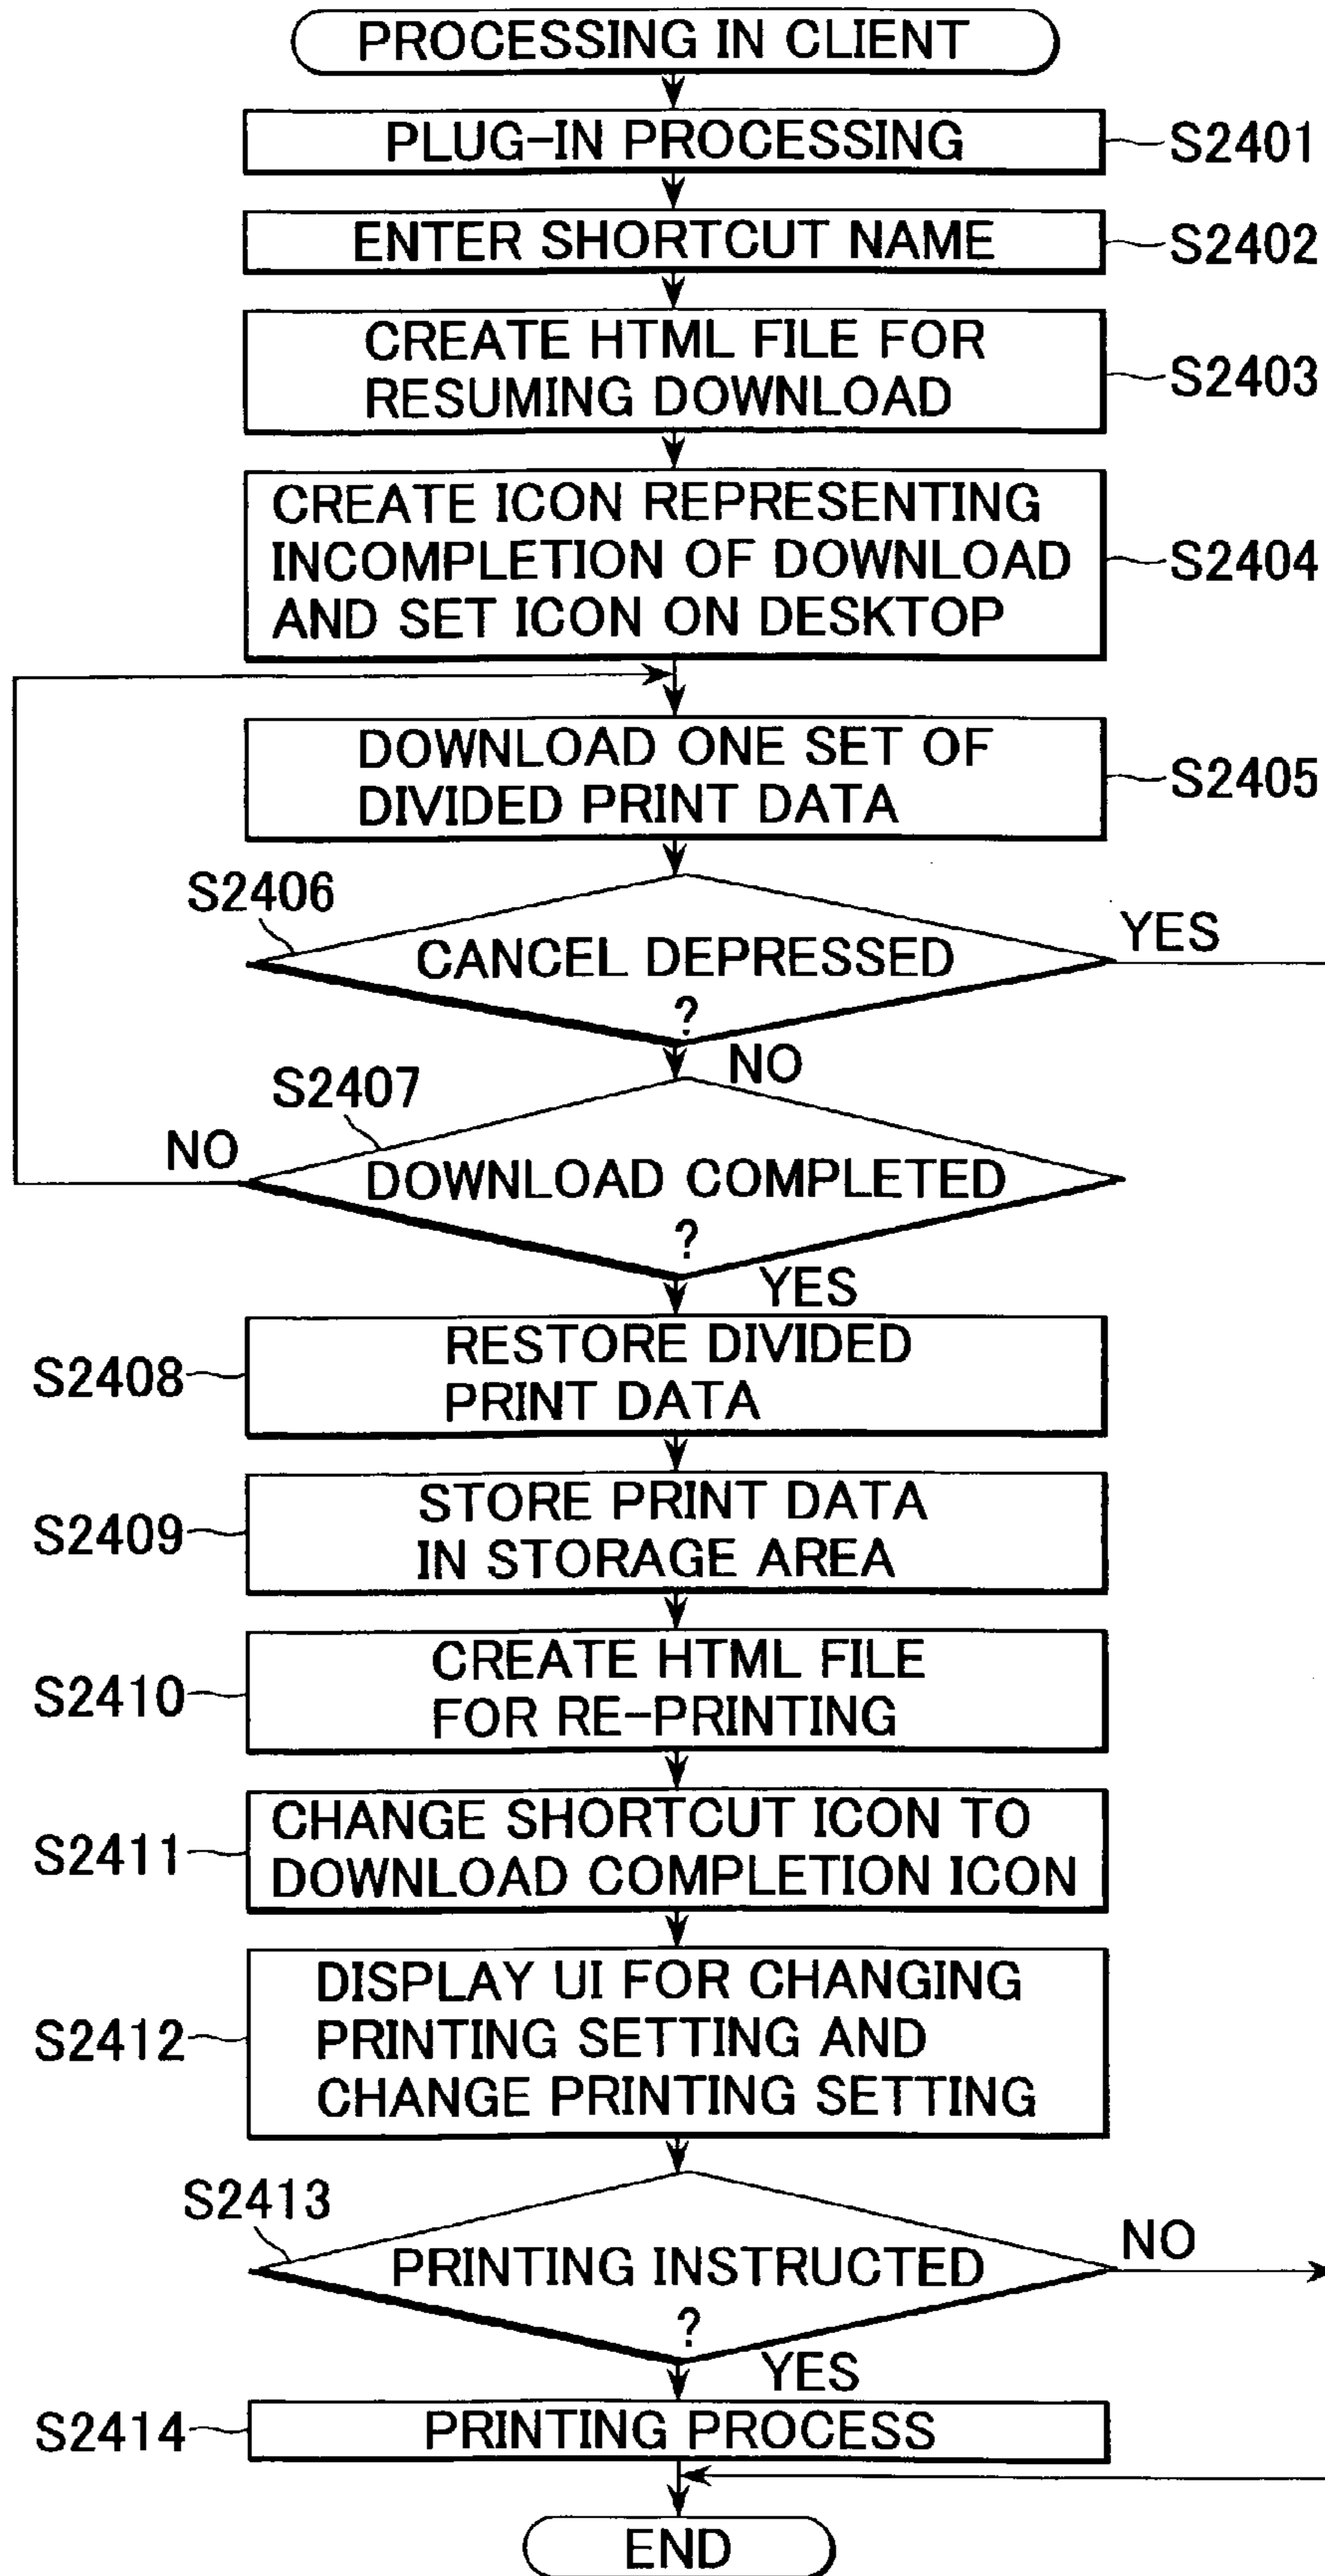 PROCESSING IN CLIENT
PLUG-IN PROCESSING
S2401
ENTER SHORTCUT NAME
S2402
CREATE HTML FILE FOR
RESUMING DOWNLOAD
S2403
CREATE ICON REPRESENTING
INCOMPLETION OF DOWNLOAD
AND SET ICON ON DESKTOP
S2404
DOWNLOAD ONE SET OF
DIVIDED PRINT DATA
S2405
S2406
CANCEL DEPRESSED
?
YES
NO
S2407
NO
DOWNLOAD COMPLETED
?
YES
S2408
RESTORE DIVIDED
PRINT DATA
S2409
STORE PRINT DATA
IN STORAGE AREA
S2410
CREATE HTML FILE
FOR RE-PRINTING
S2411
CHANGE SHORTCUT ICON TO
DOWNLOAD COMPLETION ICON
S2412
DISPLAY UI FOR CHANGING
PRINTING SETTING AND
CHANGE PRINTING SETTING
S2413
PRINTING INSTRUCTED
?
NO
YES
S2414
PRINTING PROCESS
END